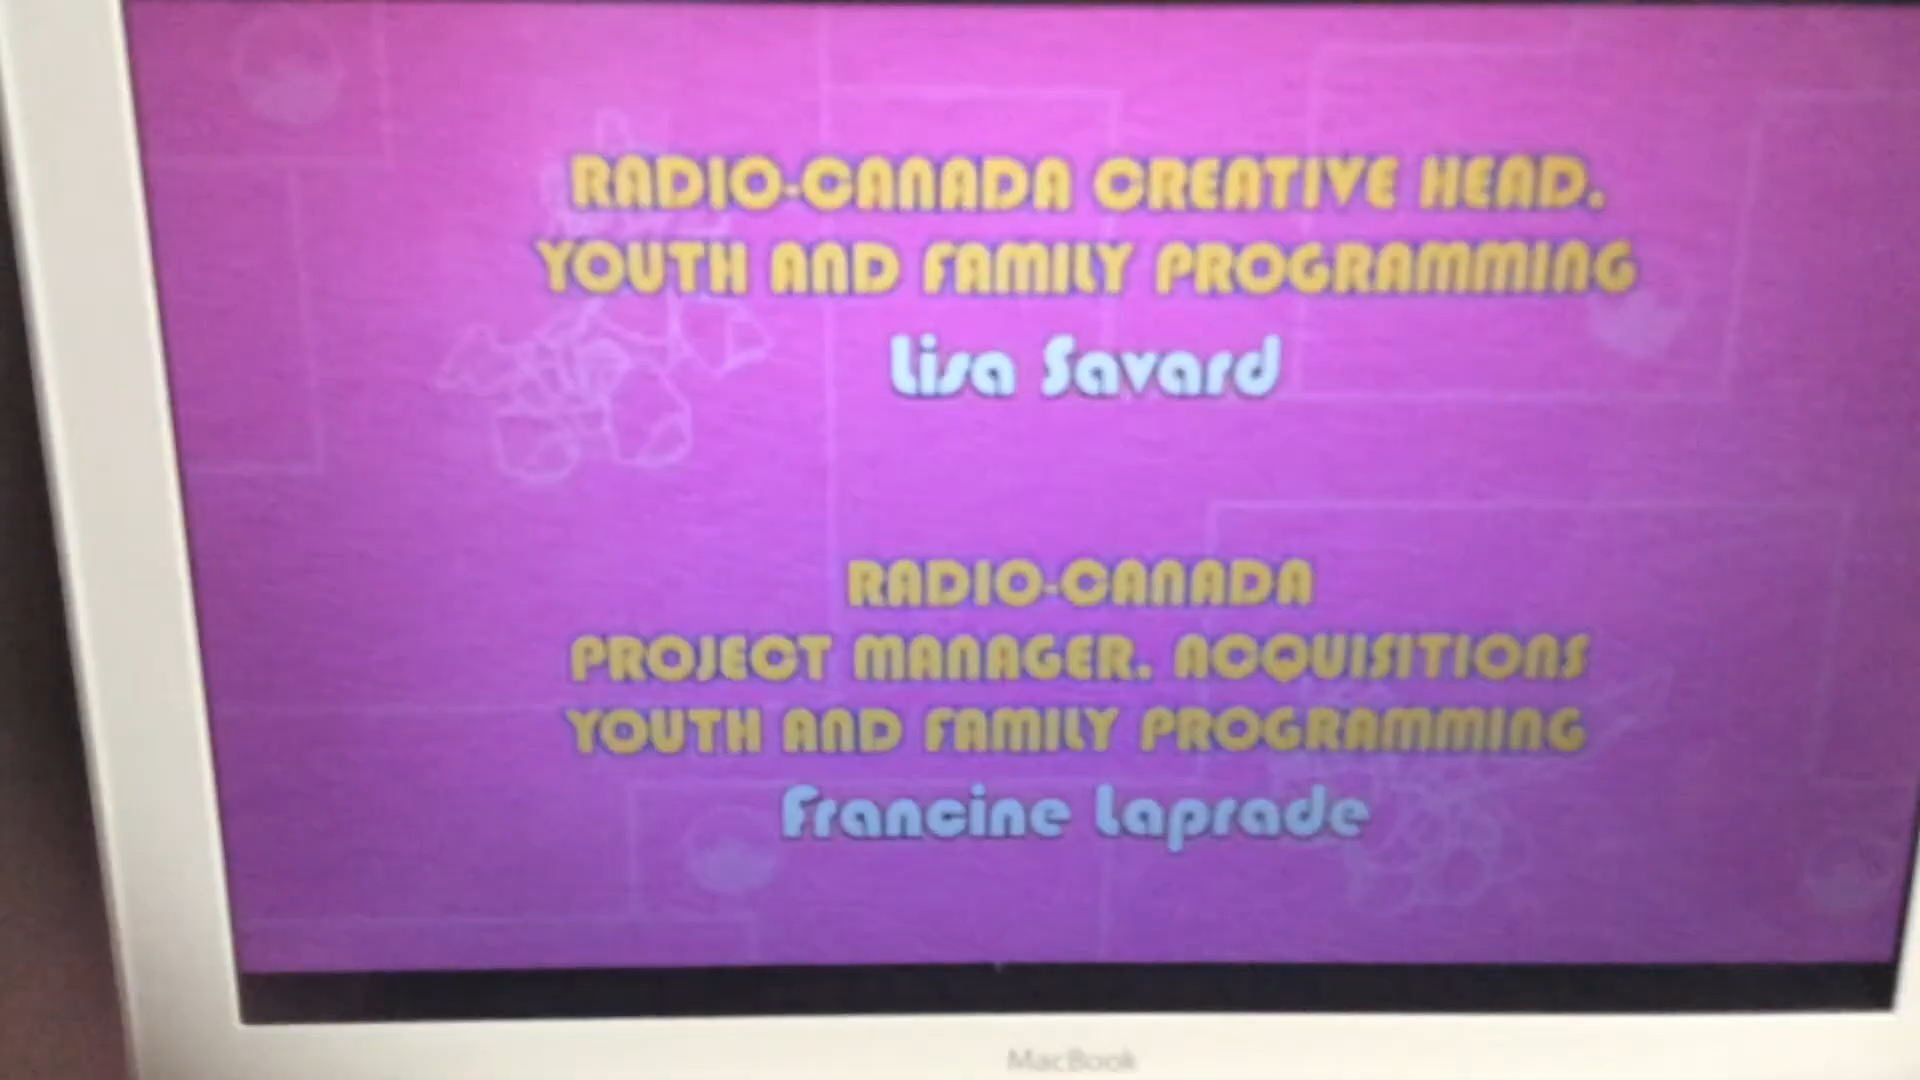 RADIO-CANADA CREATIVE HEAD.
YOUTH AND FAMILY PROGRAMMING
Lisa Savard
RADIO-CANADA
PROJECT MANAGER. ACQUISITIONS
YOUTH AND FAMILY PROGRAMMING
Francine Laprade
MacBook